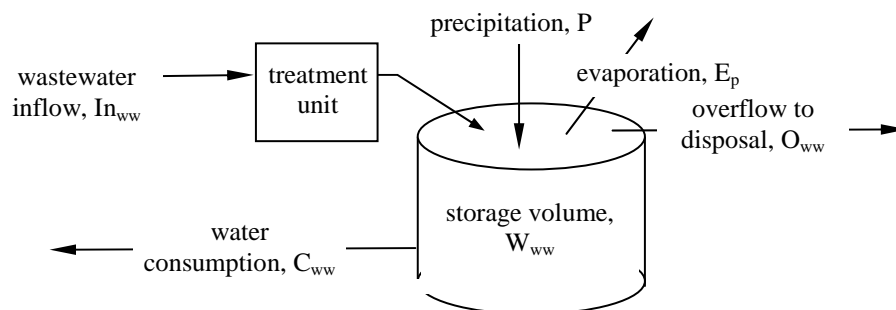 precipitation, P
wastewater
inflow, In_ww
treatment
unit
evaporation, E_p
overflow to
disposal, O_ww
storage volume,
W_ww
water
consumption, C_ww